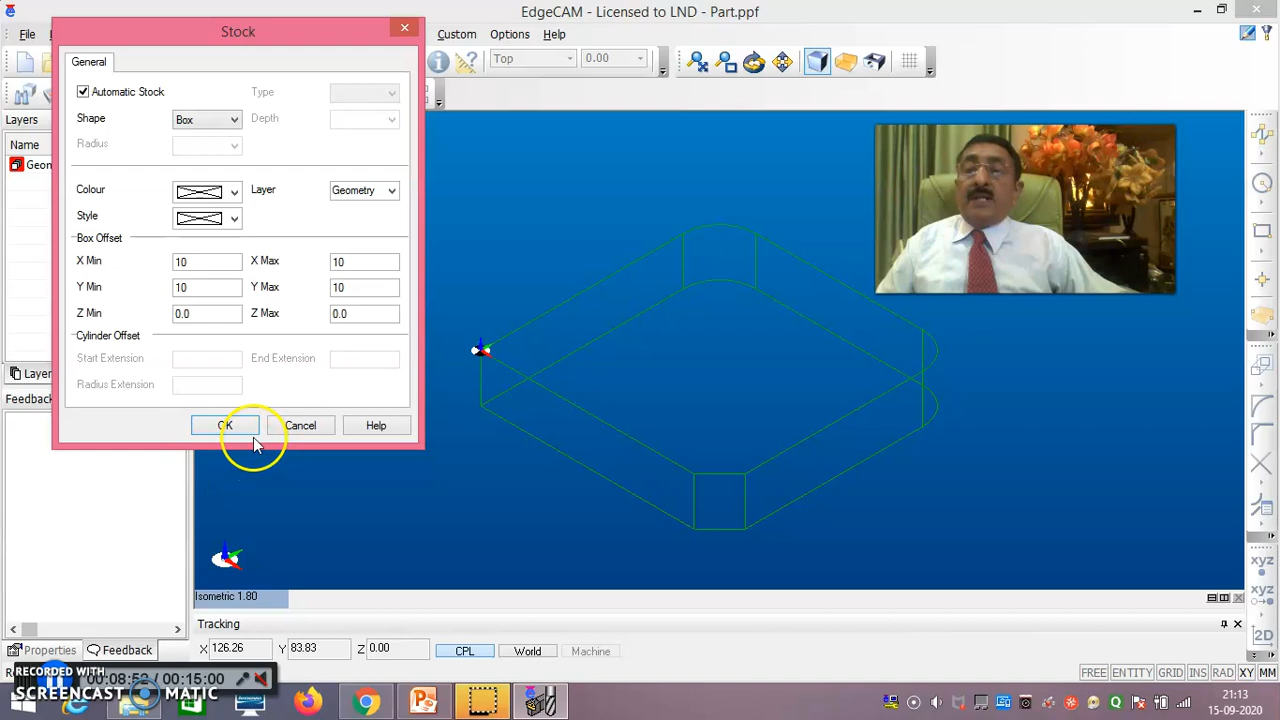 EdgeCAM - Licensed to LND - Part.ppf
Stock
File
Custom
Options
Help
Top
0.00
General
Automatic Stock
Type
Shape
Box
Depth
Radius
Layers
Name
Colour
Layer
Geometry
Style
Box Offset
X Min
10
X Max
10
Y Min
10
Y Max
10
Z Min
0.0
Z Max
0.0
Cylinder Offset
Start Extension
End Extension
Radius Extension
OK
Cancel
Help
Feedback
Isometric 1.80
Tracking
X
126.26
Y
83.83
Z
0.00
CPL
World
Machine
Properties
Feedback
FREE
ENTITY
GRID
INS
RAD
XY
MM
xyz
xyz
2D
RECORDED WITH
SCREENCAST MATIC
00:08:52 / 00:15:00
21:13
15-09-2020